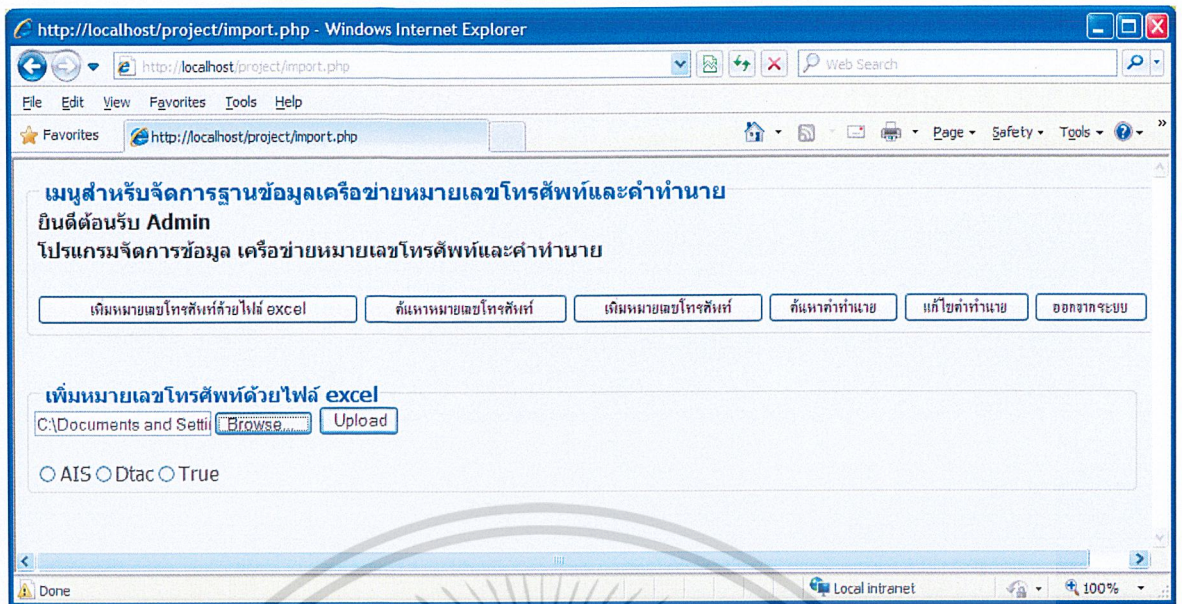 http://localhost/project/import.php - Windows Internet Explorer
http://localhost/project/import.php Web Search
File Edit View Favorites Tools Help
Favorites http://localhost/project/import.php Page Safety Tools »
เมนูสำหรับจัดการฐานข้อมูลเครือข่ายหมายเลขโทรศัพท์และคำทำนาย
ยินดีต้อนรับ Admin
โปรแกรมจัดการข้อมูล เครือข่ายหมายเลขโทรศัพท์และคำทำนาย
เพิ่มหมายเลขโทรศัพท์ด้วยไฟล์ excel ค้นหาหมายเลขโทรศัพท์ เพิ่มหมายเลขโทรศัพท์ ค้นหาคำทำนาย แก้ไขคำทำนาย ออกจากระบบ
เพิ่มหมายเลขโทรศัพท์ด้วยไฟล์ excel
C:\Documents and Setti Browse... Upload
AIS Dtac True
Done Local intranet 100%